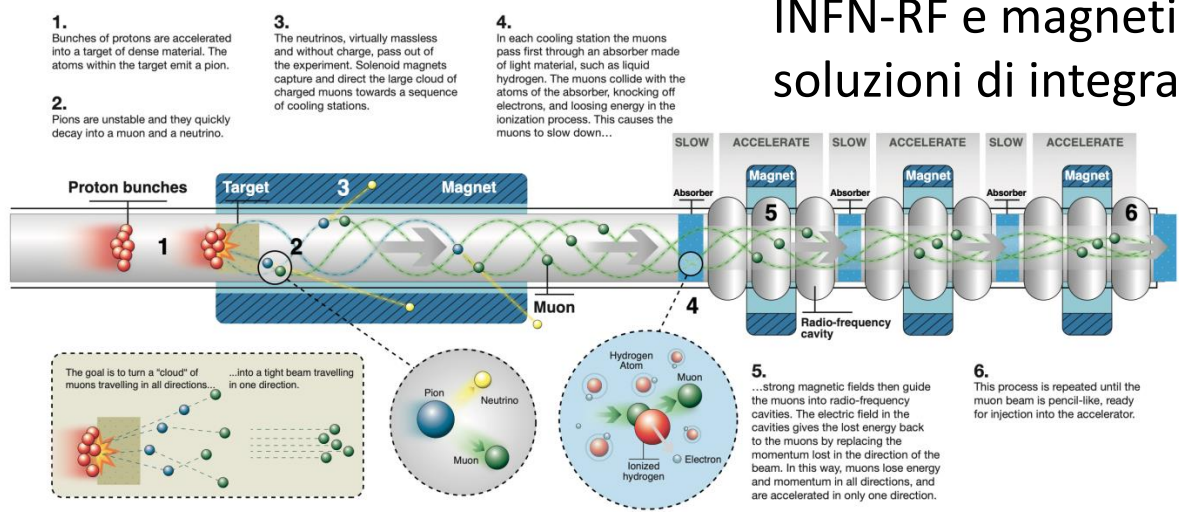 INFN-RF e magneti
soluzioni di integra
1.
Bunches of protons are accelerated
into a target of dense material. The
atoms within the target emit a pion.
2.
Pions are unstable and they quickly
decay into a muon and a neutrino.
3.
The neutrinos, virtually massless
and without charge, pass out of
the experiment. Solenoid magnets
capture and direct the large cloud of
charged muons towards a sequence
of cooling stations.
4.
In each cooling station the muons
pass first through an absorber made
of light material, such as liquid
hydrogen. The muons collide with the
atoms of the absorber, knocking off
electrons, and loosing energy in the
ionization process. This causes the
muons to slow down...
SLOW ACCELERATE SLOW ACCELERATE SLOW ACCELERATE
Proton bunches
Target
3
Magnet
Absorber
Magnet
Absorber
Magnet
Absorber
Magnet
1
2
5
6
Muon
4
Radio-frequency
cavity
The goal is to turn a "cloud" of
muons travelling in all directions...
...into a tight beam travelling
in one direction.
Pion
Neutrino
Muon
Hydrogen
Atom
Muon
Ionized
hydrogen
Electron
5.
...strong magnetic fields then guide
the muons into radio-frequency
cavities. The electric field in the
cavities gives the lost energy back
to the muons by replacing the
momentum lost in the direction of the
beam. In this way, muons lose energy
and momentum in all directions, and
are accelerated in only one direction.
6.
This process is repeated until the
muon beam is pencil-like, ready
for injection into the accelerator.